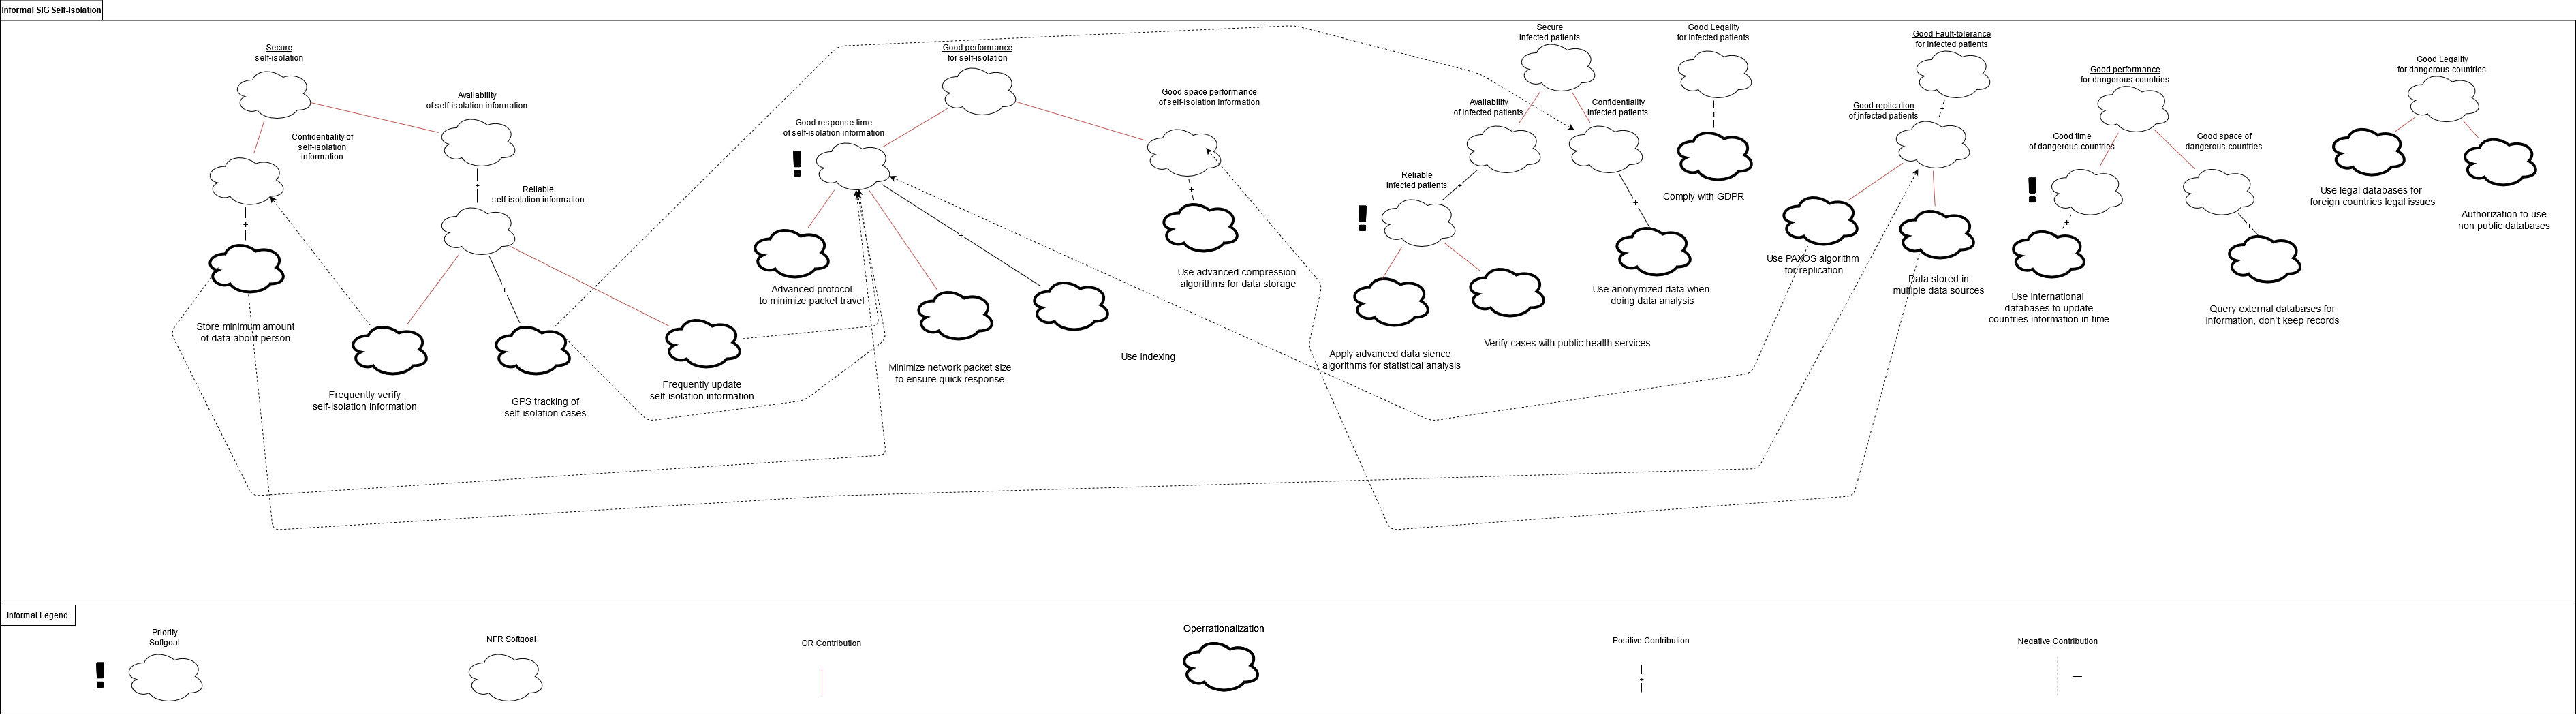 Informal SIG Self-Isolation
Secure
self-isolation
Availability
of self-isolation information
Confidentiality of
self-isolation
information
Reliable
self-isolation information
Store minimum amount
of data about person
Frequently verify
self-isolation information
GPS tracking of
self-isolation cases
Frequently update
self-isolation information
Good performance
for self-isolation
Good response time
of self-isolation information
Good space performance
of self-isolation information
Advanced protocol
to minimize packet travel
Minimize network packet size
to ensure quick response
Use indexing
Use advanced compression
algorithms for data storage
Secure
infected patients
Availability
of infected patients
Confidentiality
infected patients
Reliable
infected patients
Apply advanced data sience
algorithms for statistical analysis
Verify cases with public health services
Use anonymized data when
doing data analysis
Good Legality
for infected patients
Comply with GDPR
Good Fault-tolerance
for infected patients
Good replication
of infected patients
Use PAXOS algorithm
for replication
Data stored in
multiple data sources
Good performance
for dangerous countries
Good time
of dangerous countries
Good space of
dangerous countries
Use international
databases to update
countries information in time
Query external databases for
information, don't keep records
Good Legality
for dangerous countries
Use legal databases for
foreign countries legal issues
Authorization to use
non public databases
+
+
+
+
+
+
+
+
+
+
+
!
!
!
Informal Legend
!
Priority
Softgoal
NFR Softgoal
OR Contribution
Operrationalization
Positive Contribution
+
Negative Contribution
—